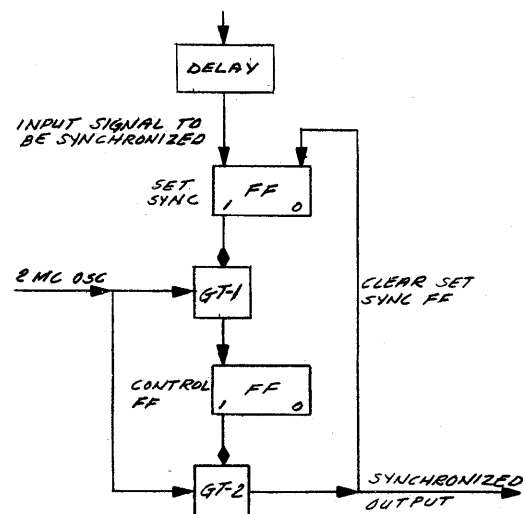 DELAY
INPUT SIGNAL TO
BE SYNCHRONIZED
SET
SYNC
FF
1 0
2 MC OSC
GT-1
CLEAR SET
SYNC FF
CONTROL
FF
FF
1 0
GT-2
SYNCHRONIZED
OUTPUT